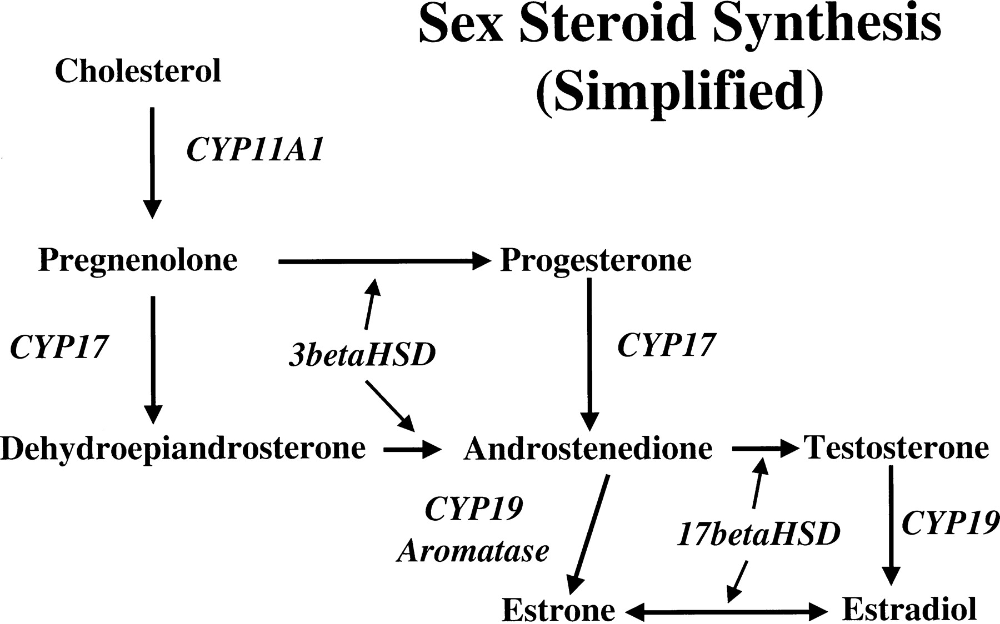 Sex Steroid Synthesis
(Simplified)
Cholesterol
CYP11A1
Pregnenolone
Progesterone
CYP17
3betaHSD
CYP17
Dehydroepiandrosterone
Androstenedione
Testosterone
CYP19
Aromatase
17betaHSD
CYP19
Estrone
Estradiol